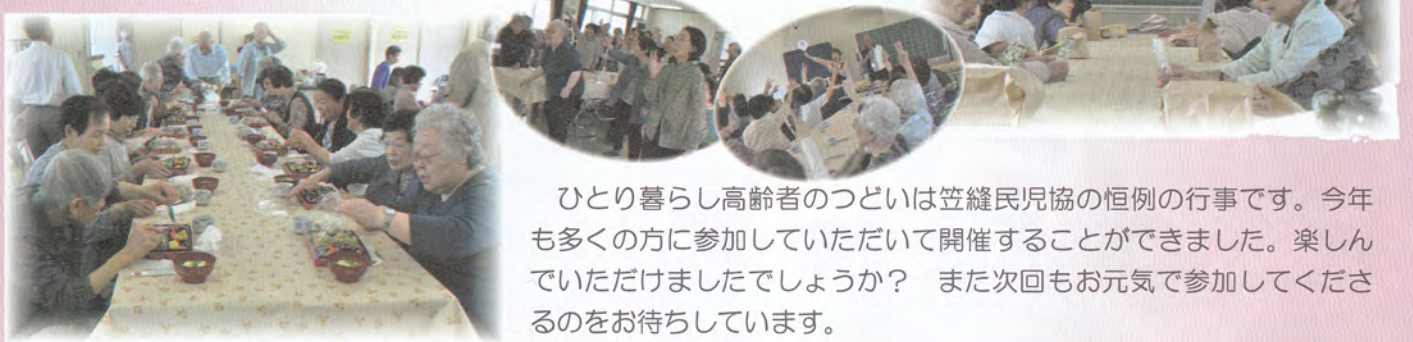 ひとり暮らし高齢者のつどいは笠縫民児協の恒例の行事です。今年
も多くの方に参加していただいて開催することができました。楽しん
でいただけましたでしょうか？　また次回もお元気で参加してくださ
るのをお待ちしています。